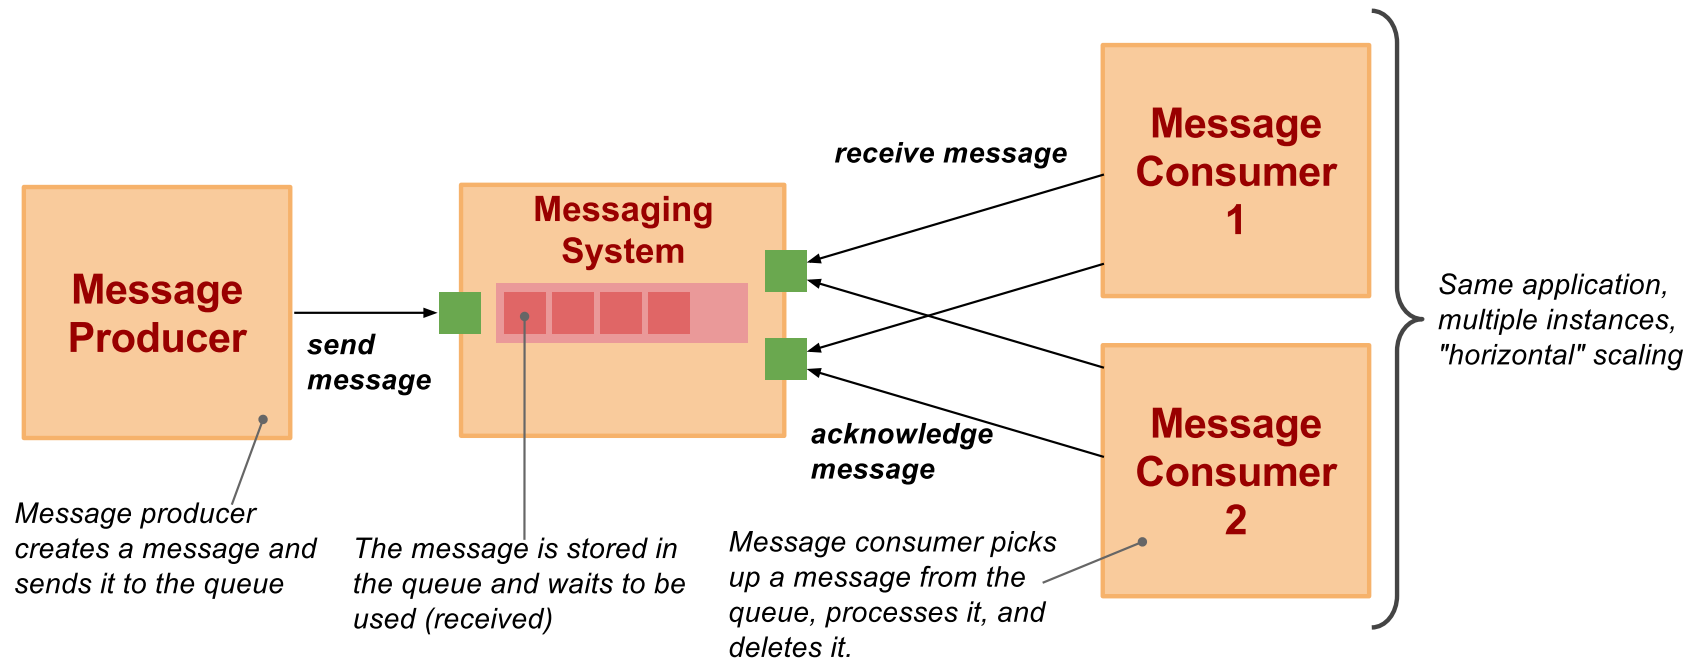 Message
Producer
send
message
Messaging
System
receive message
acknowledge
message
Message
Consumer
1
Message
Consumer
2
Same application,
multiple instances,
"horizontal" scaling
Message producer
creates a message and
sends it to the queue
The message is stored in
the queue and waits to be
used (received)
Message consumer picks
up a message from the
queue, processes it, and
deletes it.